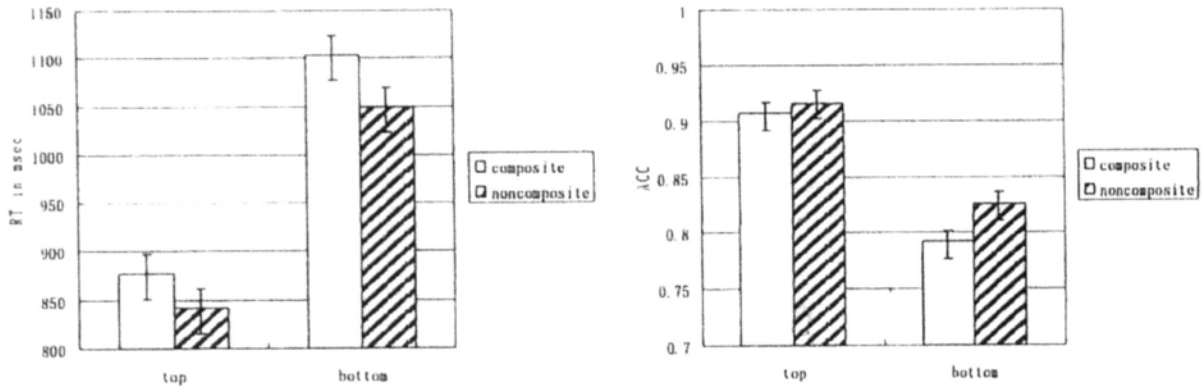 1150
1100
1050
1000
950
900
850
800
RT in msec
top
bottom
composite
noncomposite
1
0.95
0.9
0.85
0.8
0.75
0.7
ACC
top
bottom
composite
noncomposite